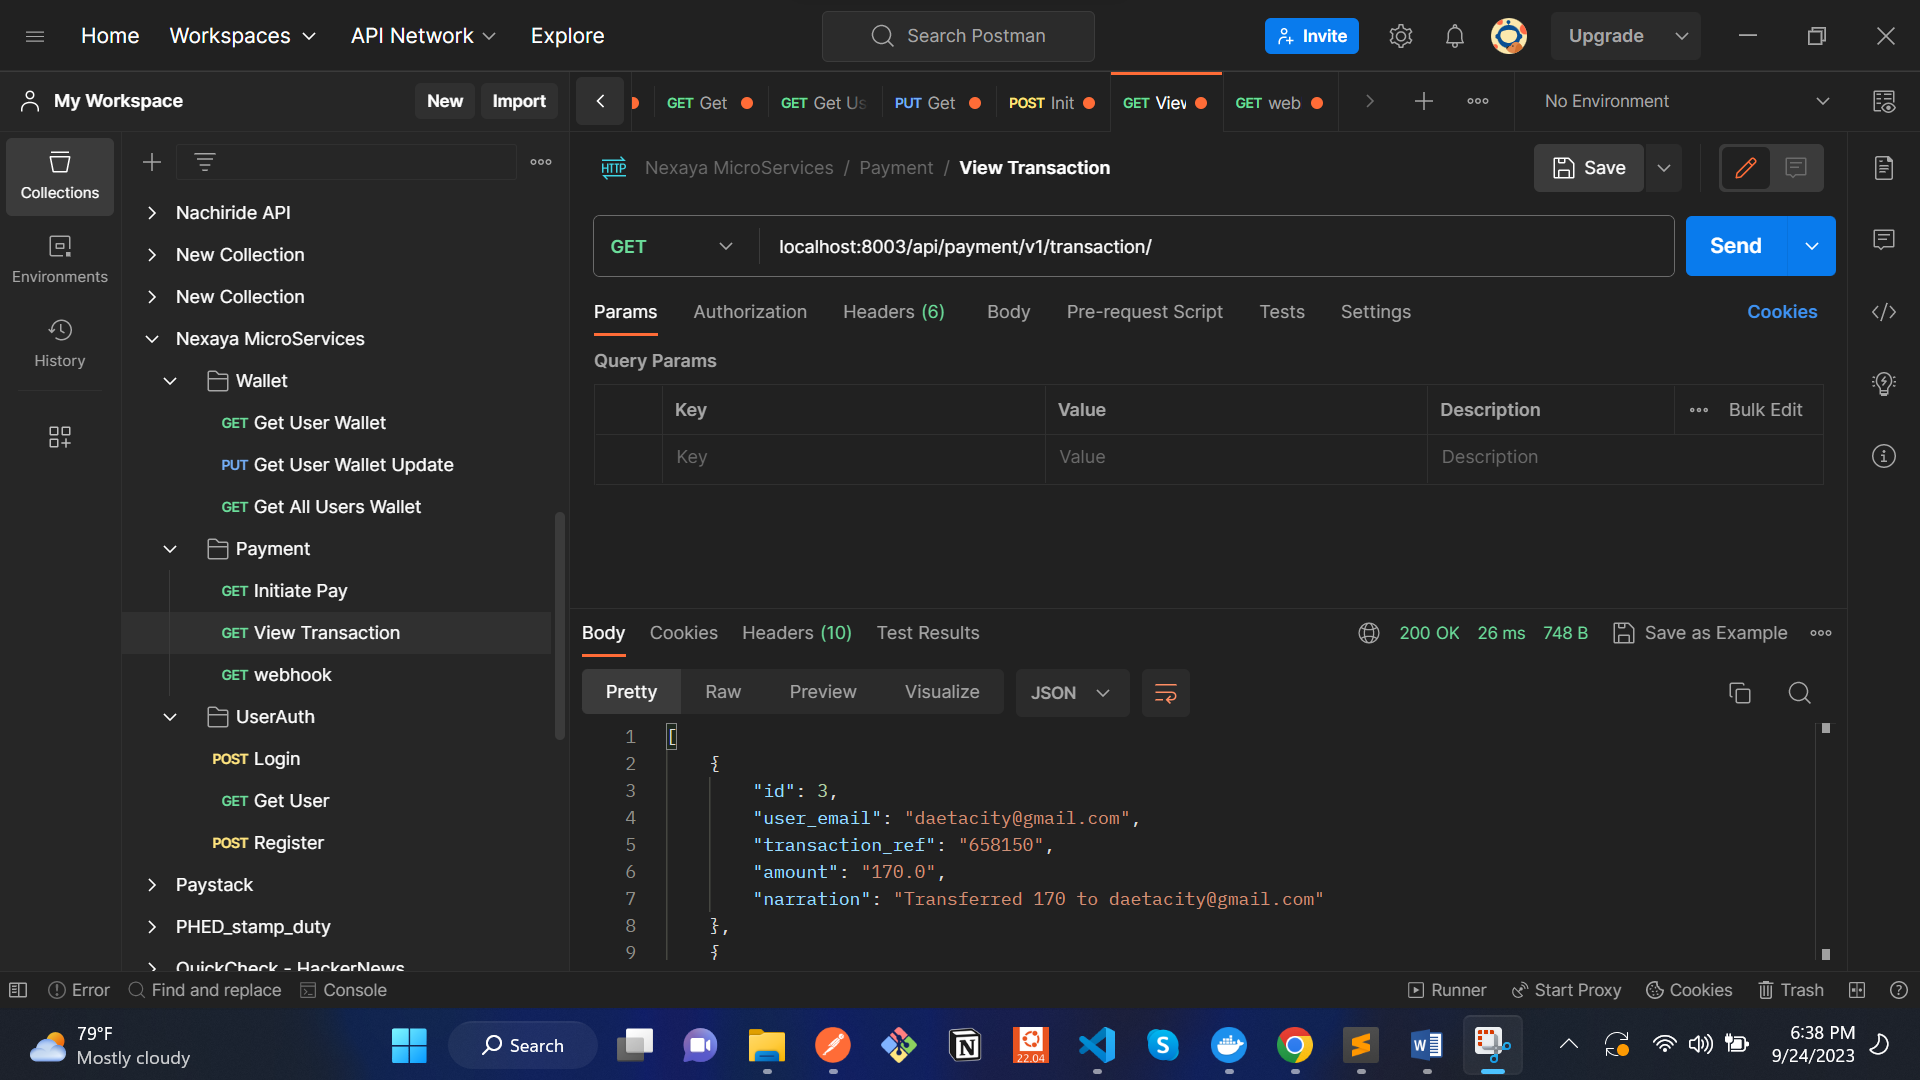 Home Workspaces API Network Explore Search Postman Invite Upgrade
My Workspace New Import
GET Get GET Get Us PUT Get POST Init GET View GET web No Environment
Collections
Environments
History
Nachiride API
New Collection
New Collection
Nexaya MicroServices
Wallet
GET Get User Wallet
PUT Get User Wallet Update
GET Get All Users Wallet
Payment
GET Initiate Pay
GET View Transaction
GET webhook
UserAuth
POST Login
GET Get User
POST Register
Paystack
PHED_stamp_duty
QuickCheck - HackerNews
HTTP Nexaya MicroServices / Payment / View Transaction Save
GET localhost:8003/api/payment/v1/transaction/ Send
Params Authorization Headers (6) Body Pre-request Script Tests Settings Cookies
Query Params
Key Value Description Bulk Edit
Key Value Description
Body Cookies Headers (10) Test Results 200 OK 26 ms 748 B Save as Example
Pretty Raw Preview Visualize JSON
1 [
2 {
3 "id": 3,
4 "user_email": "daetacity@gmail.com",
5 "transaction_ref": "658150",
6 "amount": "170.0",
7 "narration": "Transferred 170 to daetacity@gmail.com"
8 },
9 {
Error Find and replace Console Runner Start Proxy Cookies Trash
79°F
Mostly cloudy
Search
22.04
6:38 PM
9/24/2023